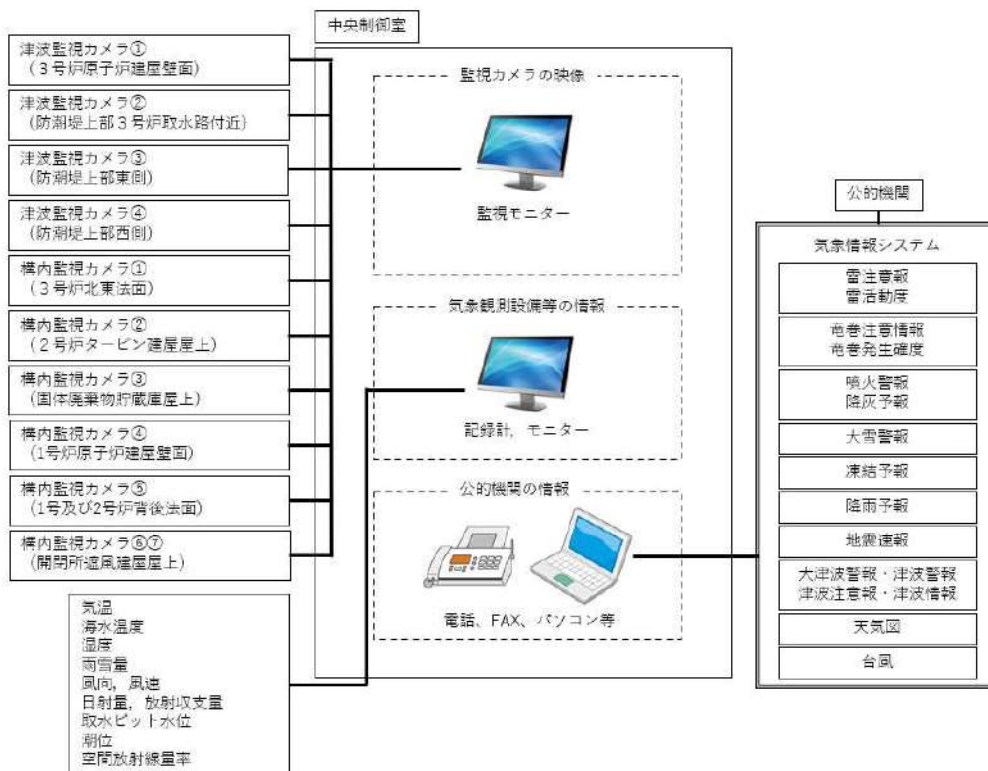 中央制御室
津波監視カメラ①
(３号炉原子炉建屋壁面)
津波監視カメラ②
(防潮堤上部３号炉取水路付近)
津波監視カメラ③
(防潮堤上部東側)
津波監視カメラ④
(防潮堤上部西側)
構内監視カメラ①
(３号炉北東法面)
構内監視カメラ②
(２号炉タービン建屋屋上)
構内監視カメラ③
(固体廃棄物貯蔵庫屋上)
構内監視カメラ④
(1号炉原子炉建屋壁面)
構内監視カメラ⑤
(1号及び2号炉背後法面)
構内監視カメラ⑥⑦
(開閉所遮風建屋屋上)
気温
海水温度
湿度
雨雪量
風向，風速
日射量，放射収支量
取水ピット水位
潮位
空間放射線量率
監視カメラの映像
監視モニター
気象観測設備等の情報
記録計，モニター
公的機関の情報
電話、FAX、パソコン等
公的機関
気象情報システム
雷注意報
雷活動度
竜巻注意情報
竜巻発生確度
噴火警報
降灰予報
大雪警報
凍結予報
降雨予報
地震速報
大津波警報・津波警報
津波注意報・津波情報
天気図
台風